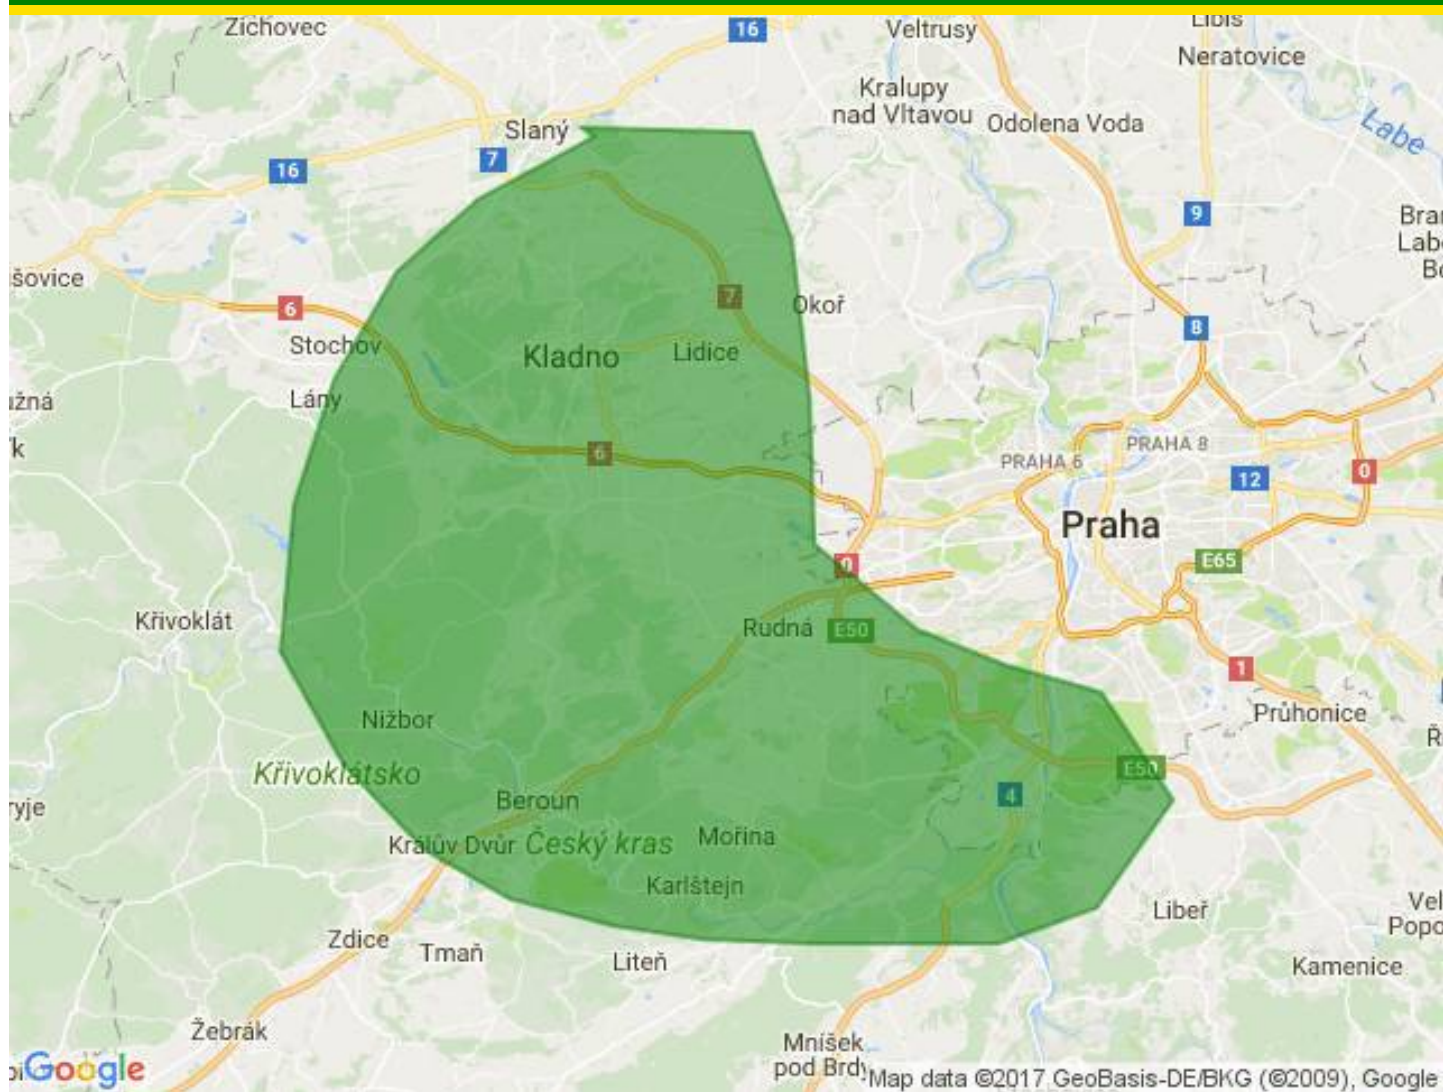 Zichovec
16
Veltrusy
Libiš
Neratovice
Kralupy
nad Vltavou
Odolena Voda
Labe
Slaný
7
16
9
6
7
Okoř
8
Stochov
Kladno
Lidice
Lány
6
PRAHA 6
PRAHA 8
12
0
Praha
E65
0
Křivoklát
Rudná
E50
1
Nižbor
Průhonice
Křivoklátsko
E50
4
Beroun
Králův Dvůr
Český kras
Mořina
Karlštejn
Libeř
Zdice
Tmaň
Liteň
Kamenice
Žebrák
Mníšek
pod Brdy
Google
Map data ©2017 GeoBasis-DE/BKG (©2009), Google